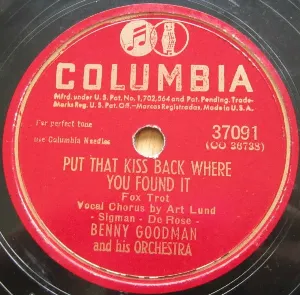 COLUMBIA
Mfrd. under U.S. Pat. No. 1,702,564 and Pat. Pending. Trade-
Marks Reg. U.S. Pat. Off.—Marcas Registradas. Made in U.S.A.
For perfect tone
use Columbia Needles
37091
(CO 36738)
PUT THAT KISS BACK WHERE
YOU FOUND IT
Fox Trot
Vocal Chorus by Art Lund
- Sigman - De Rose -
BENNY GOODMAN
and his ORCHESTRA